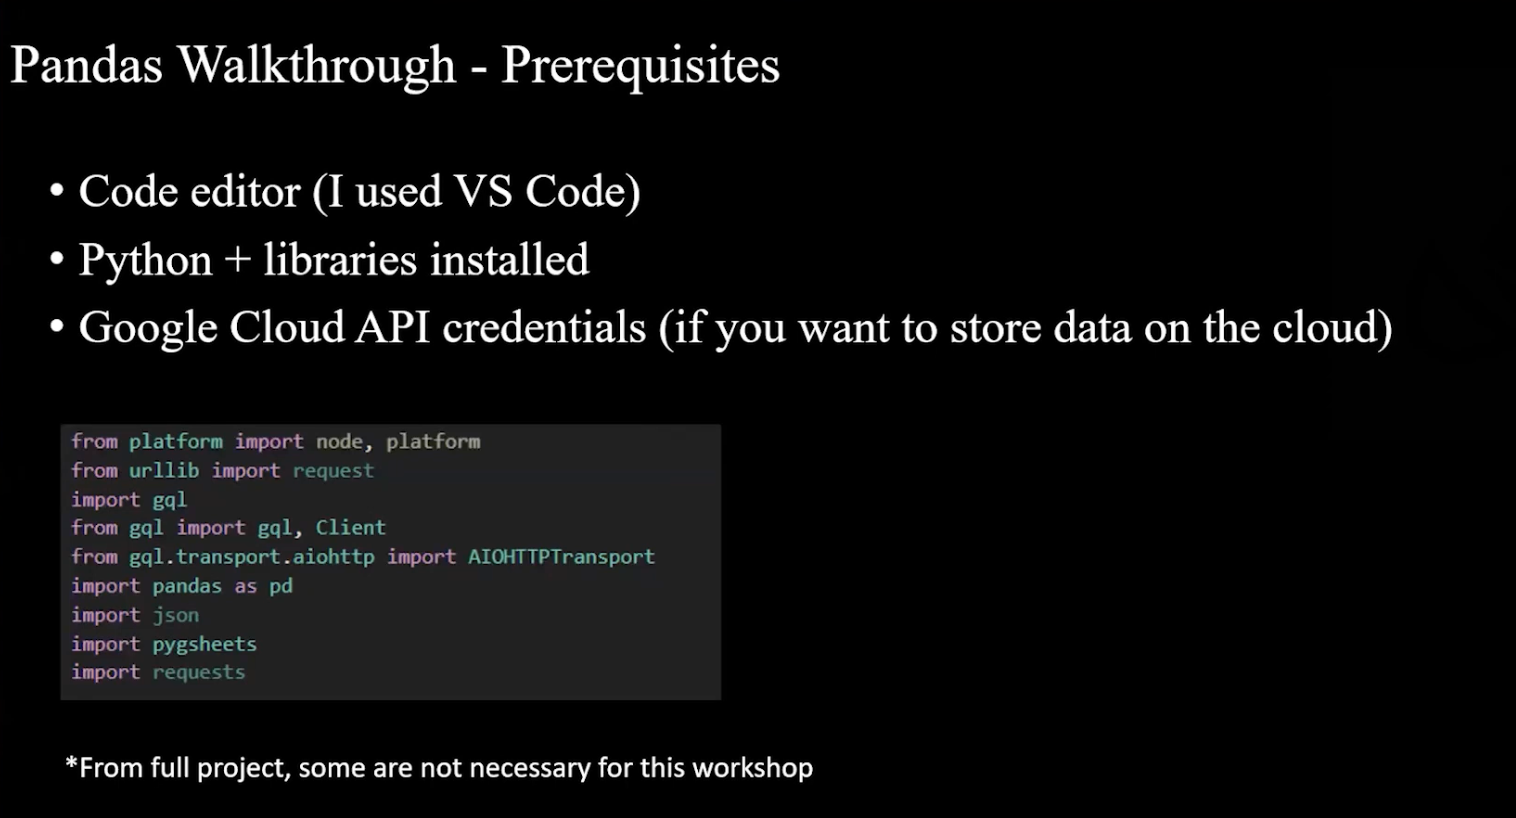 Pandas Walkthrough - Prerequisites
• Code editor (I used VS Code)
• Python + libraries installed
• Google Cloud API credentials (if you want to store data on the cloud)
from platform import node, platform
from urllib import request
import gql
from gql import gql, Client
from gql.transport.aiohttp import AIOHTTPTransport
import pandas as pd
import json
import pygsheets
import requests
*From full project, some are not necessary for this workshop